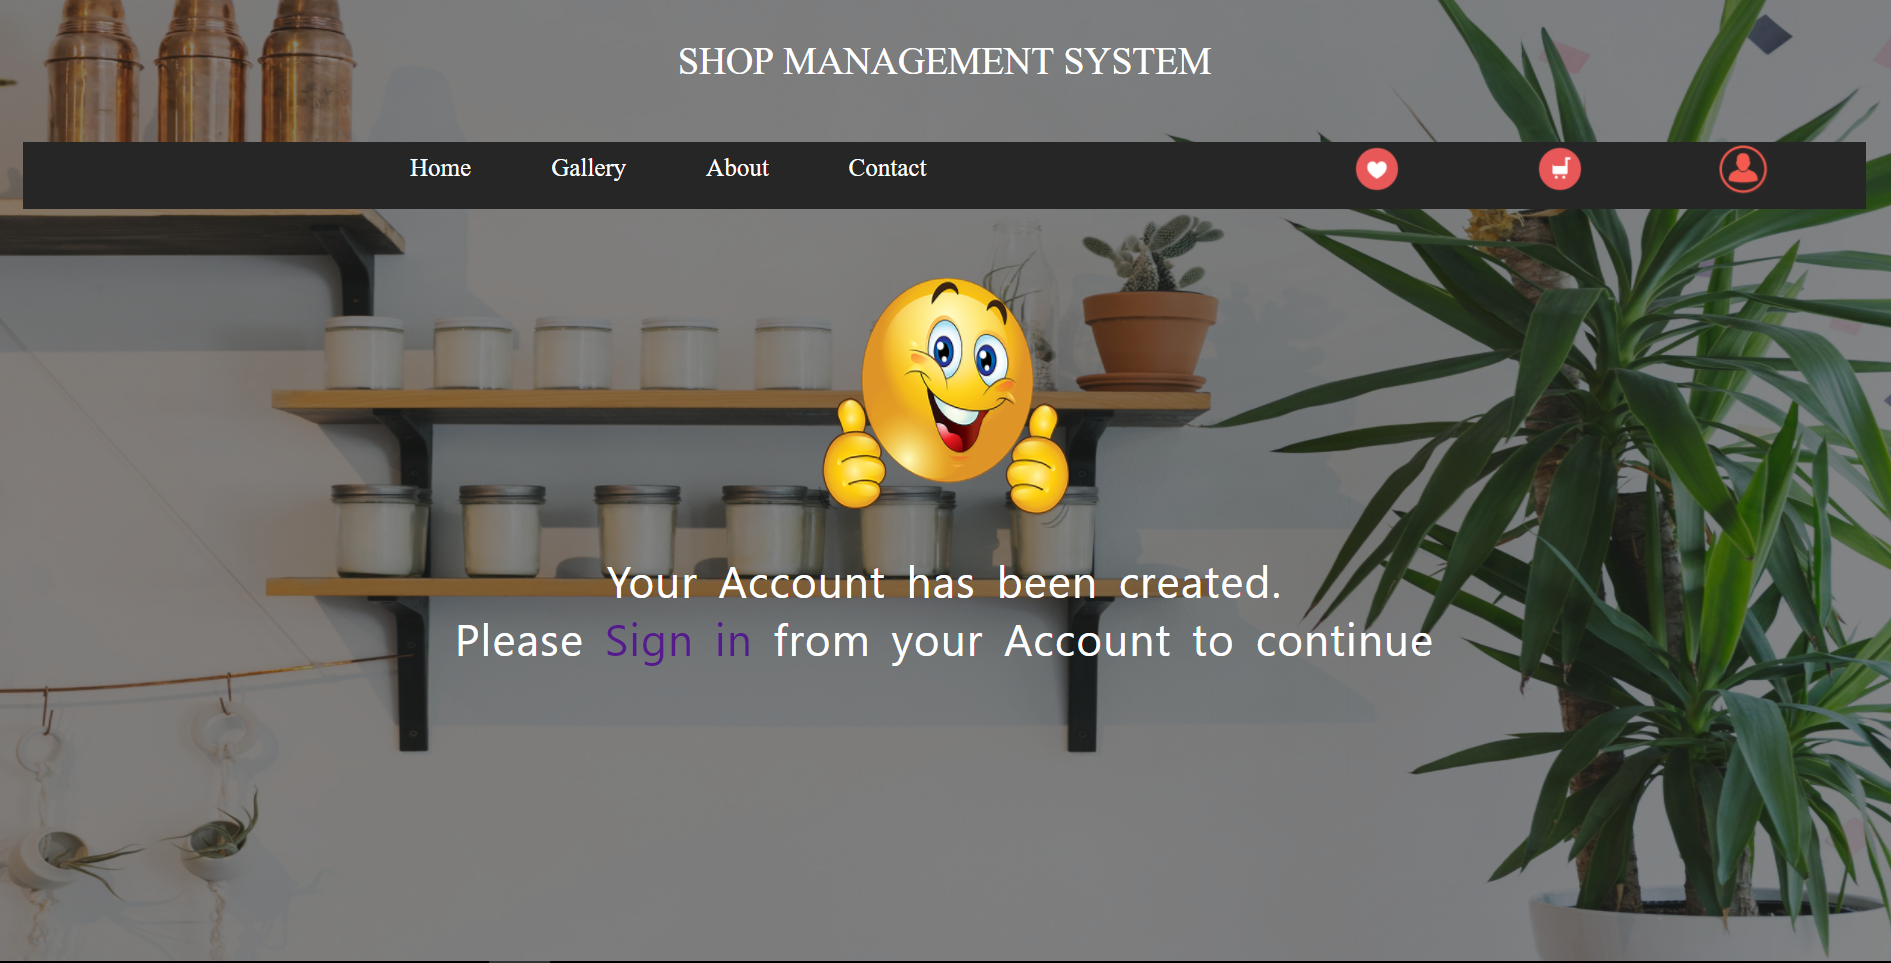 SHOP MANAGEMENT SYSTEM
Home Gallery About Contact
Your Account has been created.
Please Sign in from your Account to continue